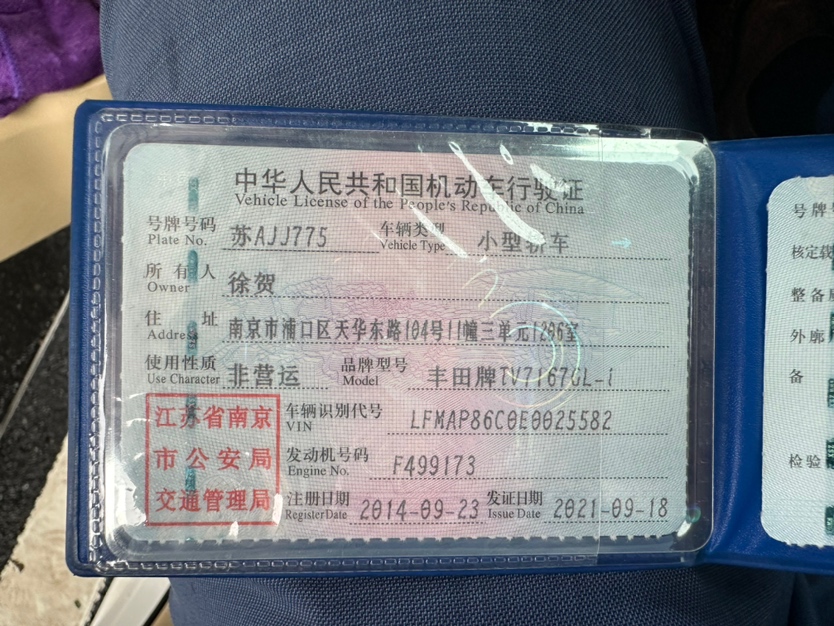 中华人民共和国机动车行驶证
Vehicle License of the People's Republic of China
号牌号码 苏AJJ775 车辆类型 小型轿车
Plate No. Vehicle Type
所有人 徐贺
Owner
住址 南京市浦口区天华东路104号11幢三单元1206室
Address
使用性质 非营运 品牌型号 丰田牌TV7167GL-i
Use Character Model
江苏省南京
市公安局
交通管理局
车辆识别代号 LFMAP86C0E0025582
VIN
发动机号码 F499173
Engine No.
注册日期 2014-09-23 发证日期 2021-09-18
Register Date Issue Date
号牌号
核定载
整备
外廓
备
检验